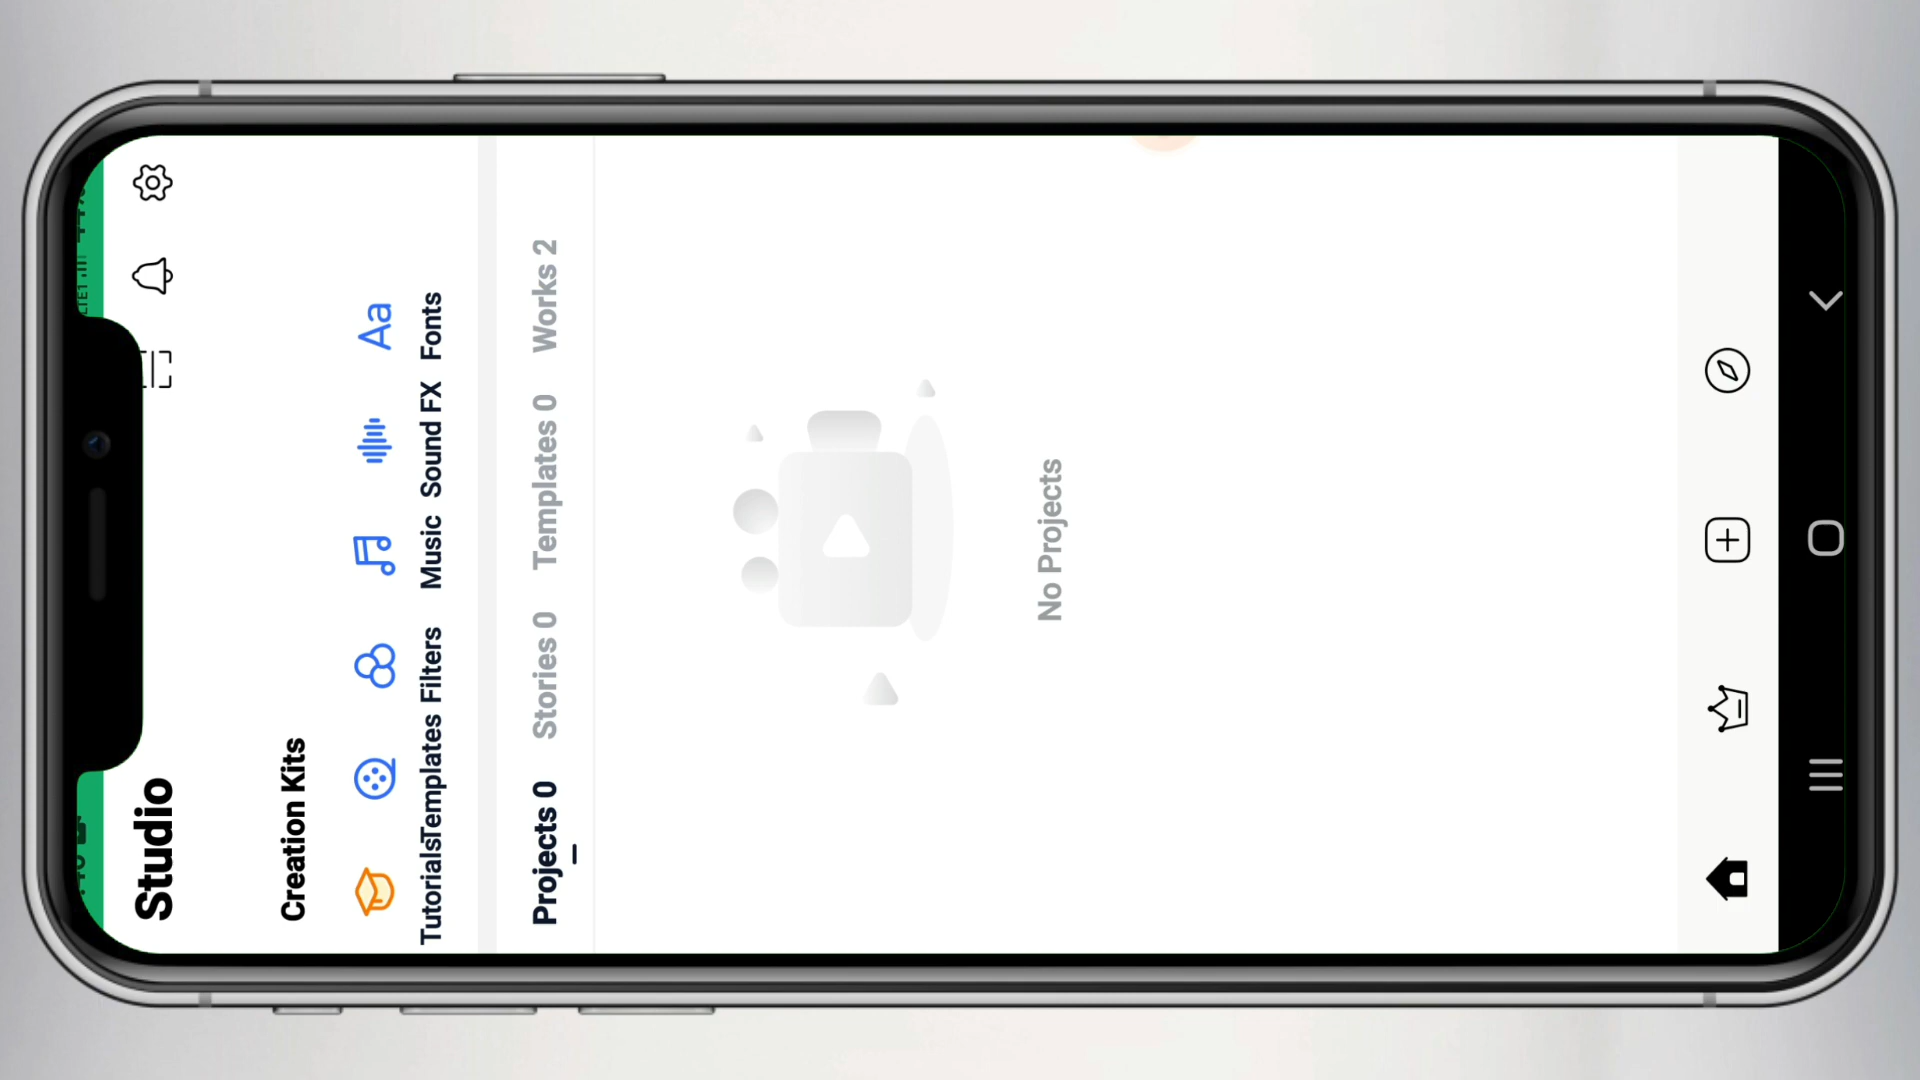 Studio
Creation Kits
Tutorials Templates Filters Music Sound FX Fonts
Projects 0 Stories 0 Templates 0 Works 2
No Projects